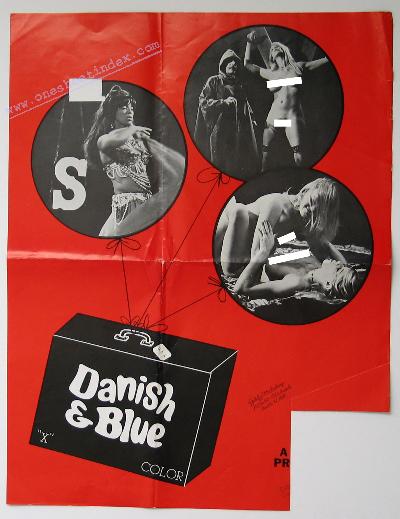 www.onesheetindex.com
S
Danish
& Blue
"X"
COLOR
A
PR